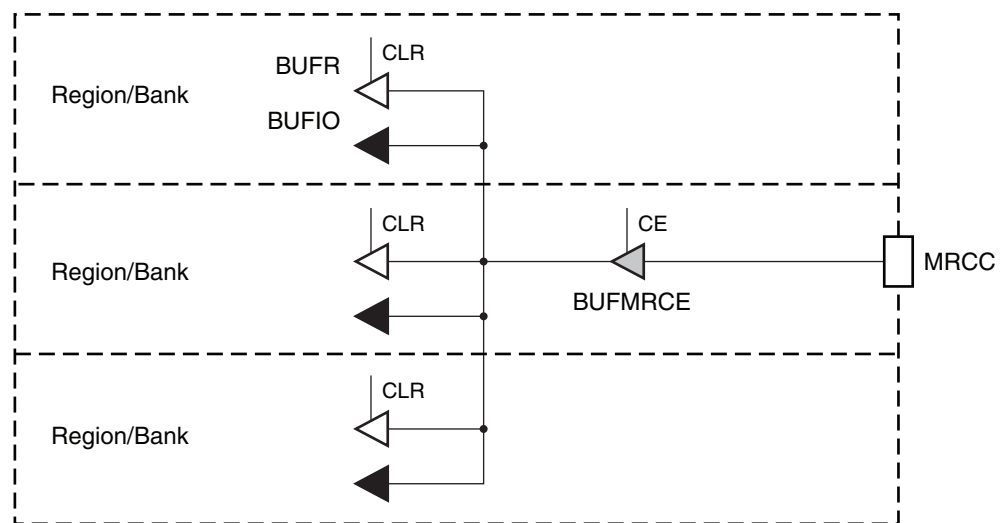 CLR
BUFR
Region/Bank
BUFIO
CLR
CE
Region/Bank
MRCC
BUFMRCE
CLR
Region/Bank